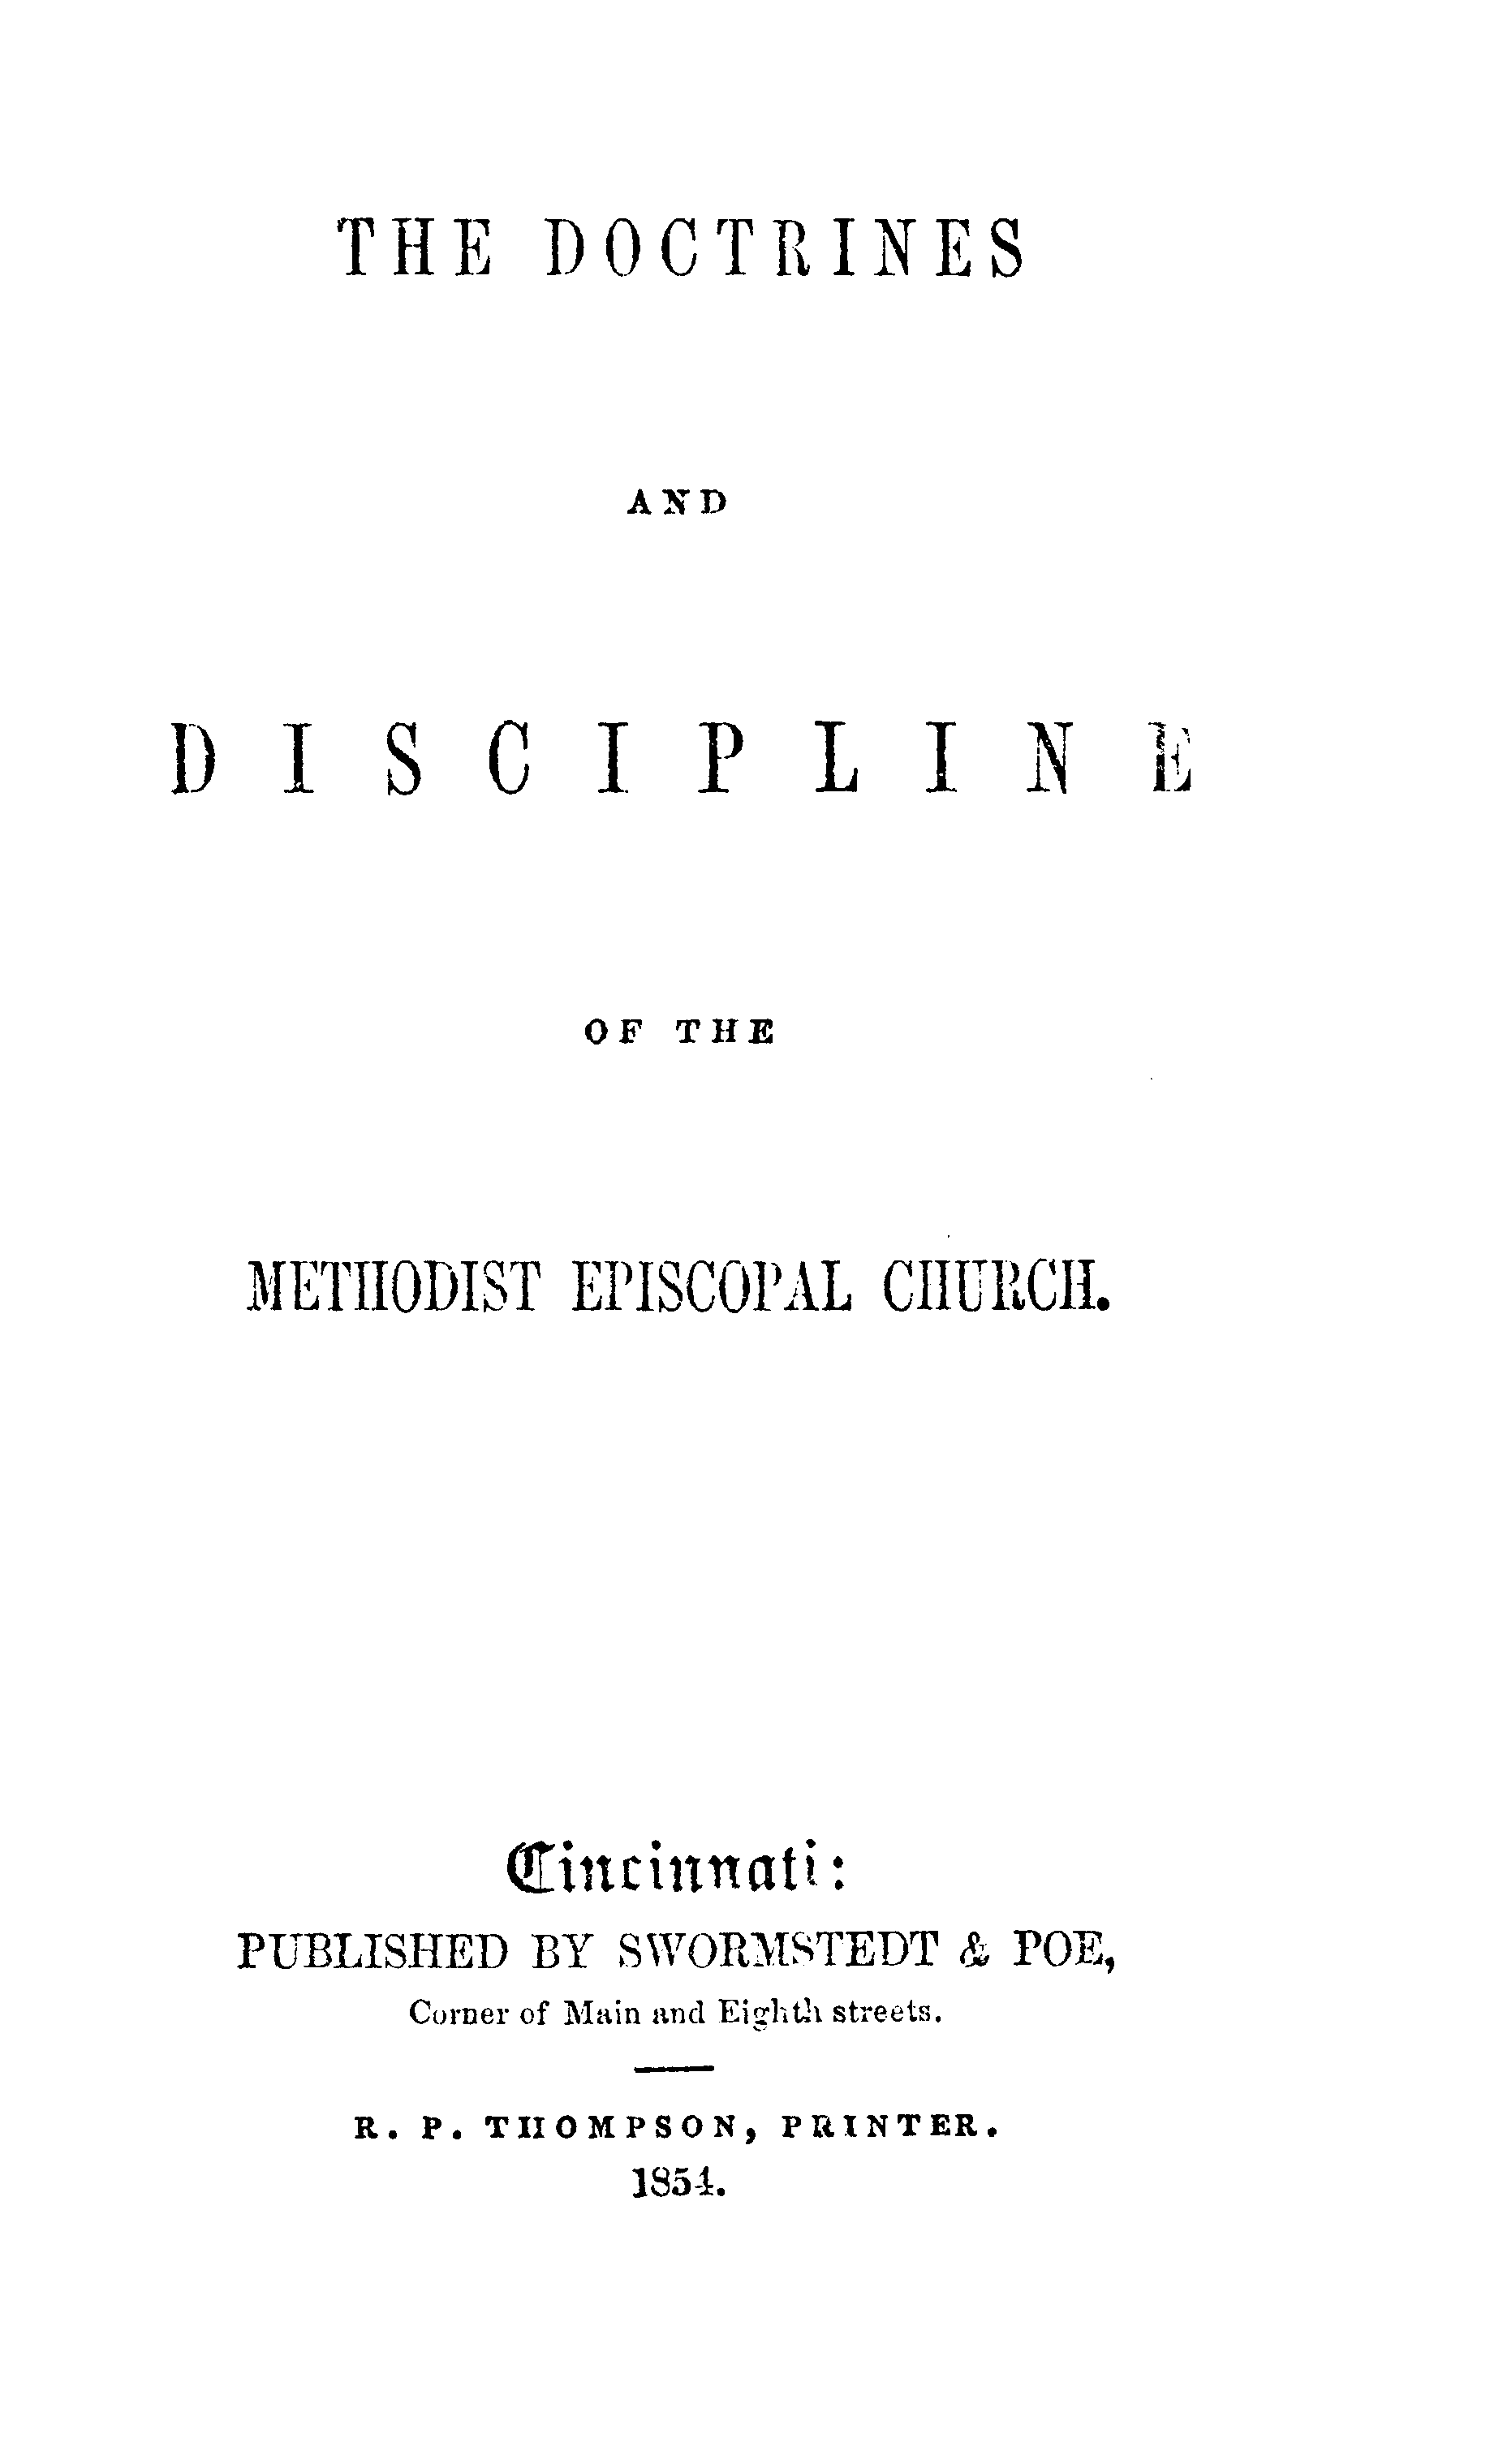 THE DOCTRINES
AND
DISCIPLINE
OF THE
METHODIST EPISCOPAL CHURCH.
Cincinnati:
PUBLISHED BY SWORMSTEDT & POE,
Corner of Main and Eighth streets.
R. P. THOMPSON, PRINTER.
1854.